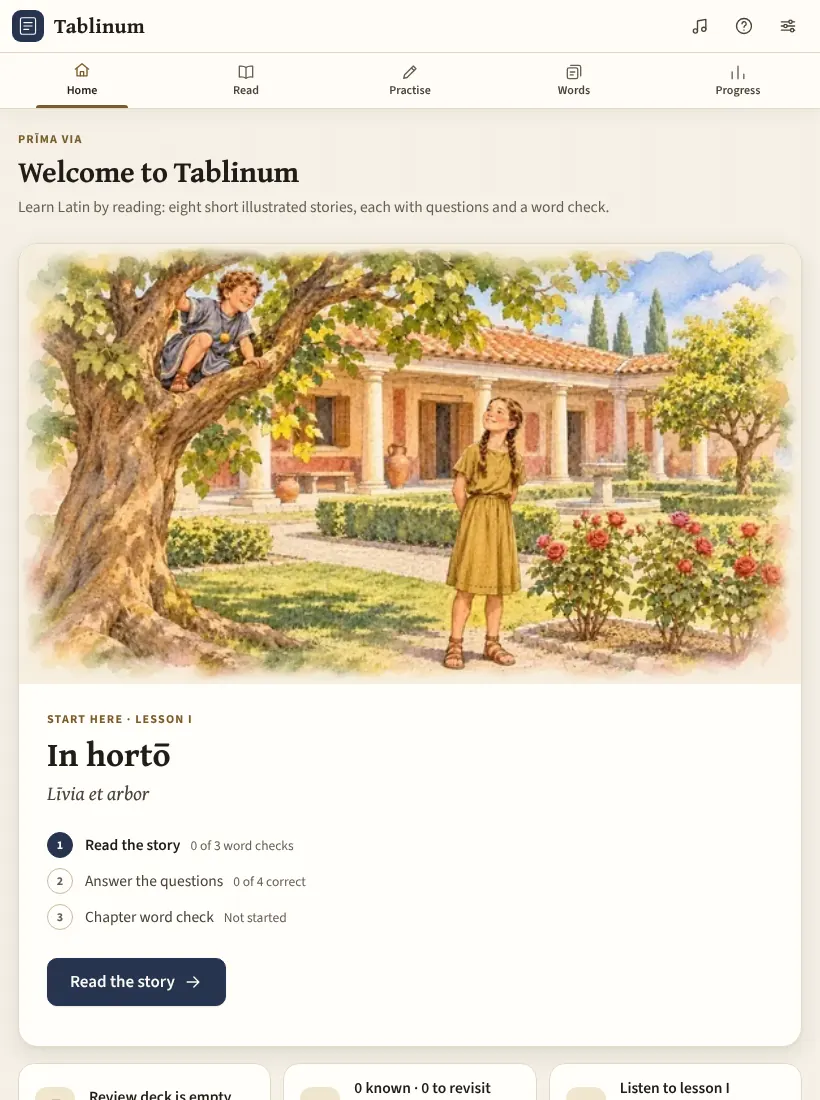 Tablinum
Home
Read
Practise
Words
Progress
PRĪMA VIA
Welcome to Tablinum
Learn Latin by reading: eight short illustrated stories, each with questions and a word check.
START HERE · LESSON I
In hortō
Līvia et arbor
1 Read the story 0 of 3 word checks
2 Answer the questions 0 of 4 correct
3 Chapter word check Not started
Read the story →
Review deck is empty
0 known · 0 to revisit
Listen to lesson I